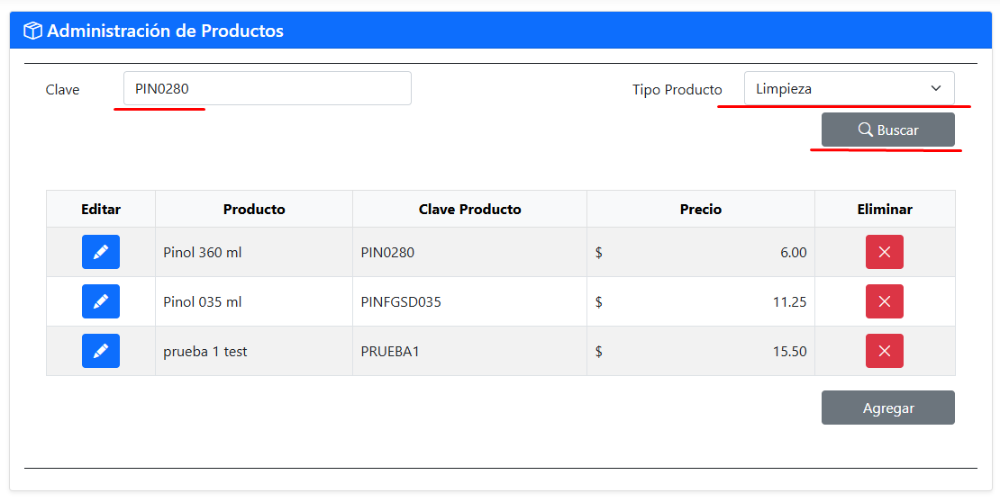 Administración de Productos
Clave PIN0280 Tipo Producto Limpieza
Buscar
Editar Producto Clave Producto Precio Eliminar
Pinol 360 ml PIN0280 $ 6.00
Pinol 035 ml PINFGSD035 $ 11.25
prueba 1 test PRUEBA1 $ 15.50
Agregar